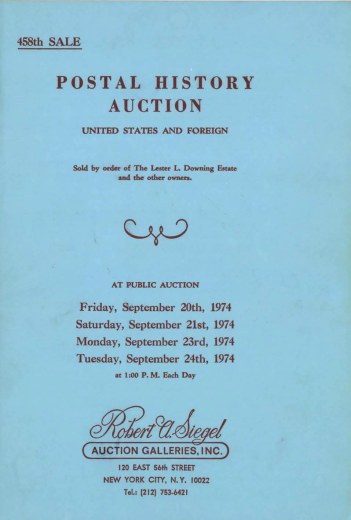 458th SALE
POSTAL HISTORY
AUCTION
UNITED STATES AND FOREIGN
Sold by order of The Lester L. Downing Estate
and the other owners.
AT PUBLIC AUCTION
Friday, September 20th, 1974
Saturday, September 21st, 1974
Monday, September 23rd, 1974
Tuesday, September 24th, 1974
at 1:00 P. M. Each Day
Robert A. Siegel
AUCTION GALLERIES, INC.
120 EAST 56th STREET
NEW YORK CITY, N. Y. 10022
Tel.: (212) 753-6421